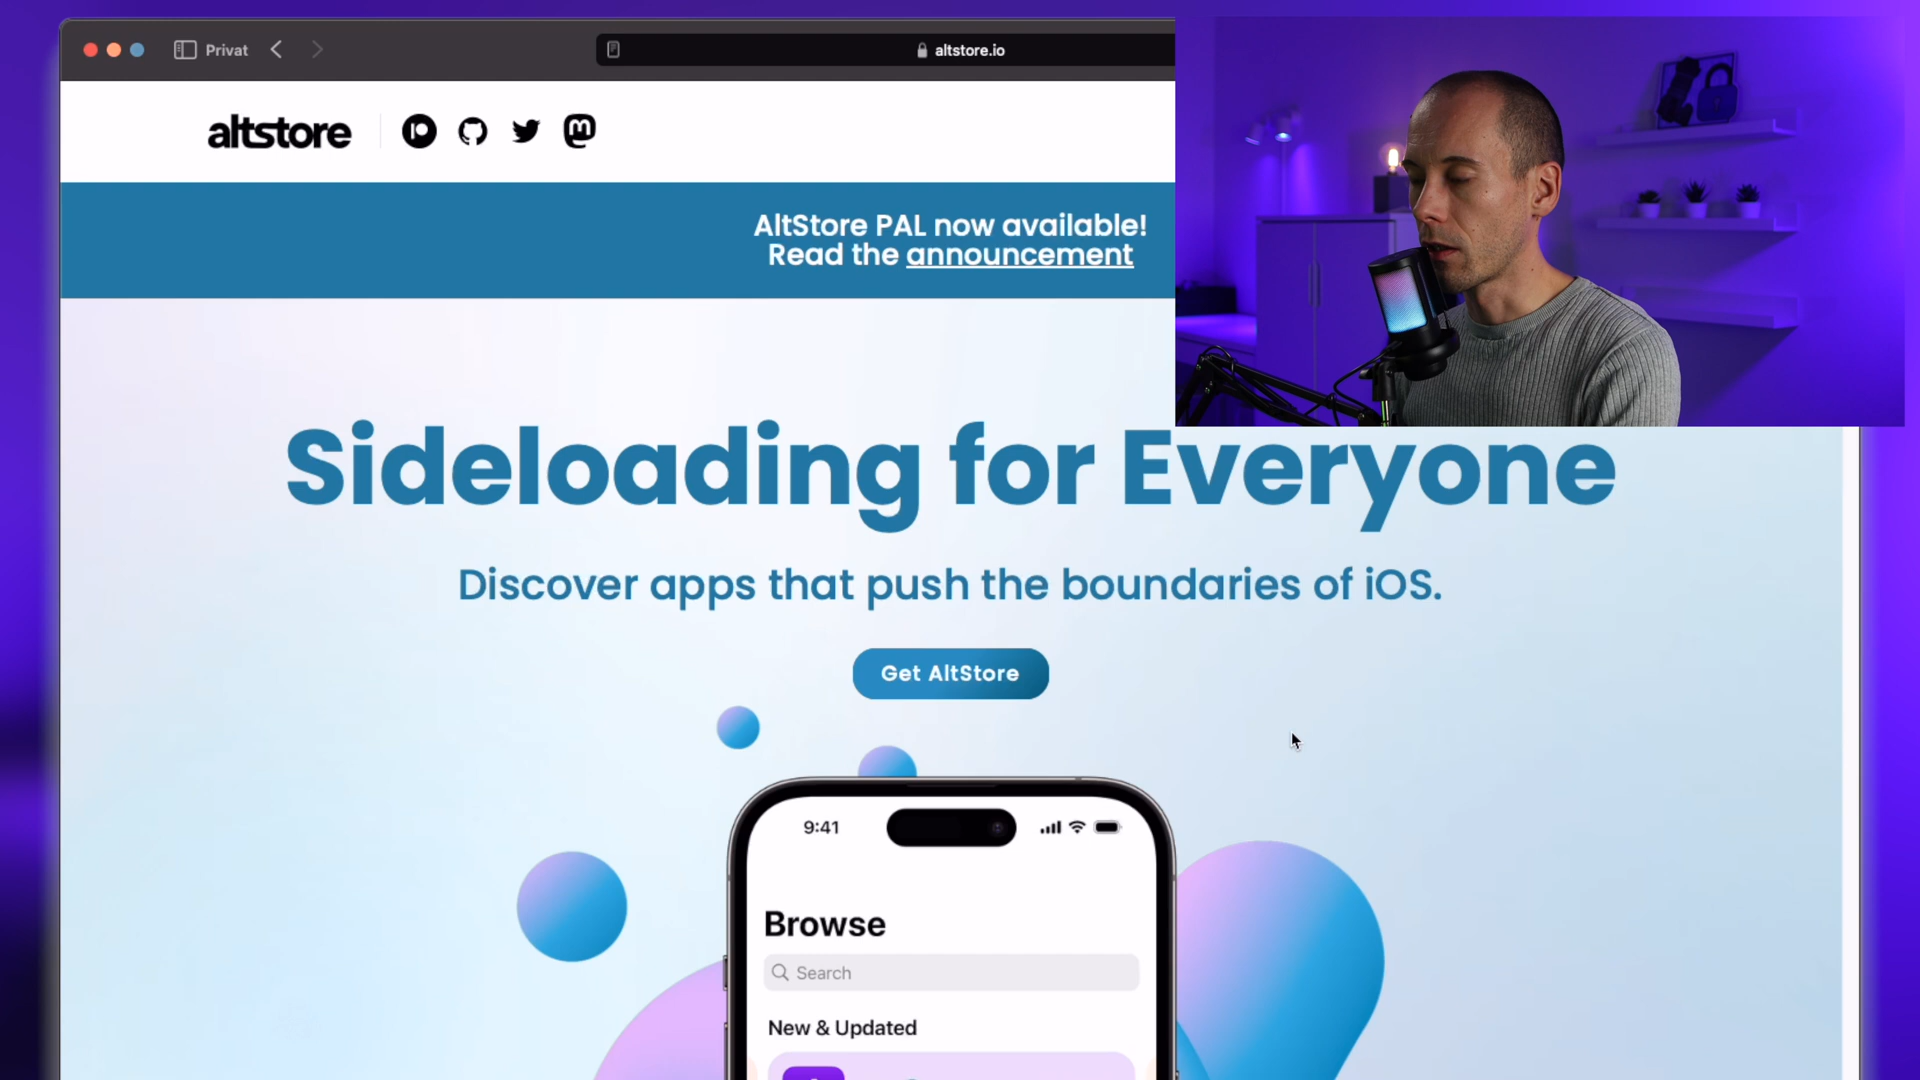 Privat
altstore.io
altstore
AltStore PAL now available!
Read the announcement
Sideloading for Everyone
Discover apps that push the boundaries of iOS.
Get AltStore
9:41
Browse
Search
New & Updated